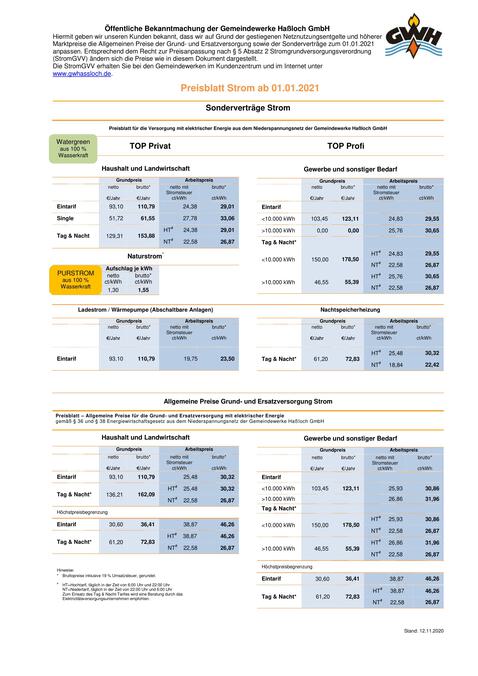 Öffentliche Bekanntmachung der Gemeindewerke Haßloch GmbH
Hiermit geben wir unseren Kunden bekannt, dass wir auf Grund der gestiegenen Netznutzungsentgelte und höherer
Marktpreise die Allgemeinen Preise der Grund- und Ersatzversorgung sowie der Sonderverträge zum 01.01.2021
anpassen. Entsprechend dem Recht zur Preisanpassung nach § 5 Absatz 2 Stromgrundversorgungsverordnung
(StromGVV) ändern sich die Preise wie in diesem Dokument dargestellt.
Die StromGVV erhalten Sie bei den Gemeindewerken im Kundenzentrum und im Internet unter
www.gwhassloch.de.
GWH
Preisblatt Strom ab 01.01.2021
Sonderverträge Strom
Preisblatt für die Versorgung mit elektrischer Energie aus dem Niederspannungsnetz der Gemeindewerke Haßloch GmbH
Watergreen
aus 100 %
Wasserkraft
TOP Privat
Haushalt und Landwirtschaft
Grundpreis Arbeitspreis
netto brutto* netto mit Stromsteuer brutto*
€/Jahr €/Jahr ct/kWh ct/kWh
Eintarif 93,10 110,79 24,38 29,01
Single 51,72 61,55 27,78 33,06
Tag & Nacht 129,31 153,88 HT# 24,38 29,01
NT# 22,58 26,87
Naturstrom
PURSTROM
aus 100 %
Wasserkraft
Aufschlag je kWh
netto brutto*
ct/kWh ct/kWh
1,30 1,55
TOP Profi
Gewerbe und sonstiger Bedarf
Grundpreis Arbeitspreis
netto brutto* netto mit Stromsteuer brutto*
€/Jahr €/Jahr ct/kWh ct/kWh
Eintarif
<10.000 kWh 103,45 123,11 24,83 29,55
>10.000 kWh 0,00 0,00 25,76 30,65
Tag & Nacht*
<10.000 kWh 150,00 178,50 HT# 24,83 29,55
NT# 22,58 26,87
>10.000 kWh 46,55 55,39 HT# 25,76 30,65
NT# 22,58 26,87
Ladestrom / Wärmepumpe (Abschaltbare Anlagen)
Grundpreis Arbeitspreis
netto brutto* netto mit Stromsteuer brutto*
€/Jahr €/Jahr ct/kWh ct/kWh
Eintarif 93,10 110,79 19,75 23,50
Nachtspeicherheizung
Grundpreis Arbeitspreis
netto brutto* netto mit Stromsteuer brutto*
€/Jahr €/Jahr ct/kWh ct/kWh
Tag & Nacht* 61,20 72,83 HT# 25,48 30,32
NT# 18,84 22,42
Allgemeine Preise Grund- und Ersatzversorgung Strom
Preisblatt – Allgemeine Preise für die Grund- und Ersatzversorgung mit elektrischer Energie
gemäß § 36 und § 38 Energiewirtschaftsgesetz aus dem Niederspannungsnetz der Gemeindewerke Haßloch GmbH
Haushalt und Landwirtschaft
Grundpreis Arbeitspreis
netto brutto* netto mit Stromsteuer brutto*
€/Jahr €/Jahr ct/kWh ct/kWh
Eintarif 93,10 110,79 25,48 30,32
Tag & Nacht* 136,21 162,09 HT# 25,48 30,32
NT# 22,58 26,87
Höchstpreisbegrenzung
Eintarif 30,60 36,41 38,87 46,26
Tag & Nacht* 61,20 72,83 HT# 38,87 46,26
NT# 22,58 26,87
Gewerbe und sonstiger Bedarf
Grundpreis Arbeitspreis
netto brutto* netto mit Stromsteuer brutto*
€/Jahr €/Jahr ct/kWh ct/kWh
Eintarif
<10.000 kWh 103,45 123,11 25,93 30,86
>10.000 kWh 26,86 31,96
Tag & Nacht*
<10.000 kWh 150,00 178,50 HT# 25,93 30,86
NT# 22,58 26,87
>10.000 kWh 46,55 55,39 HT# 26,86 31,96
NT# 22,58 26,87
Höchstpreisbegrenzung
Eintarif 30,60 36,41 38,87 46,26
Tag & Nacht* 61,20 72,83 HT# 38,87 46,26
NT# 22,58 26,87
Hinweise:
* Bruttopreise inklusive 19 % Umsatzsteuer, gerundet.
HT=Hochtarif, täglich in der Zeit von 6:00 Uhr und 22:00 Uhr
NT=Niedertarif, täglich in der Zeit von 22:00 Uhr und 6:00 Uhr
Zum Einsatz des Tag & Nacht-Tarifes wird eine Beratung durch das
Elektrizitätsversorgungsunternehmen empfohlen.
Stand: 12.11.2020